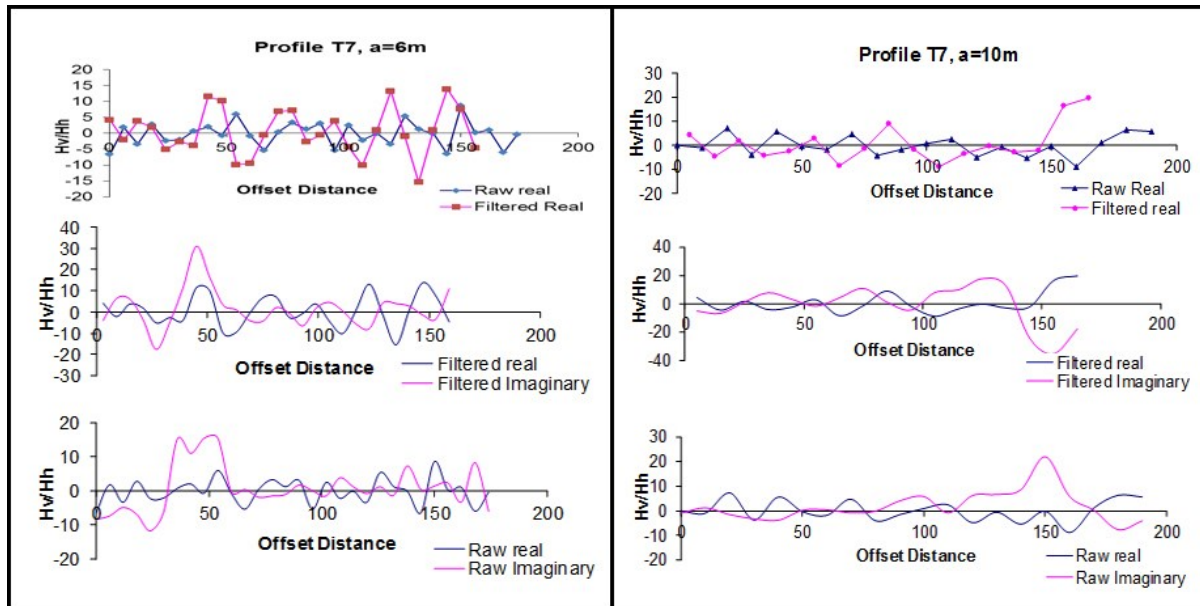 Profile T7, a=6m
20
15
10
5
0
-5
-10
-15
-20
0 50 100 150 200
Hv/Hh
Offset Distance
Raw real
Filtered Real
40
30
20
10
0
-10
-20
-30
0 50 100 150 200
Hv/Hh
Offset Distance
Filtered real
Filtered Imaginary
20
10
0
-10
-20
0 50 100 150 200
Hv/Hh
Offset Distance
Raw real
Raw Imaginary
Profile T7, a=10m
30
20
10
0
-10
-20
0 50 100 150 200
Hv/Hh
Offset Distance
Raw Real
Filtered real
40
20
0
-20
-40
0 50 100 150 200
Hv/Hh
Offset Distance
Filtered real
Filtered Imaginary
30
20
10
0
-10
-20
0 50 100 150 200
Hv/Hh
Offset Distance
Raw real
Raw Imaginary